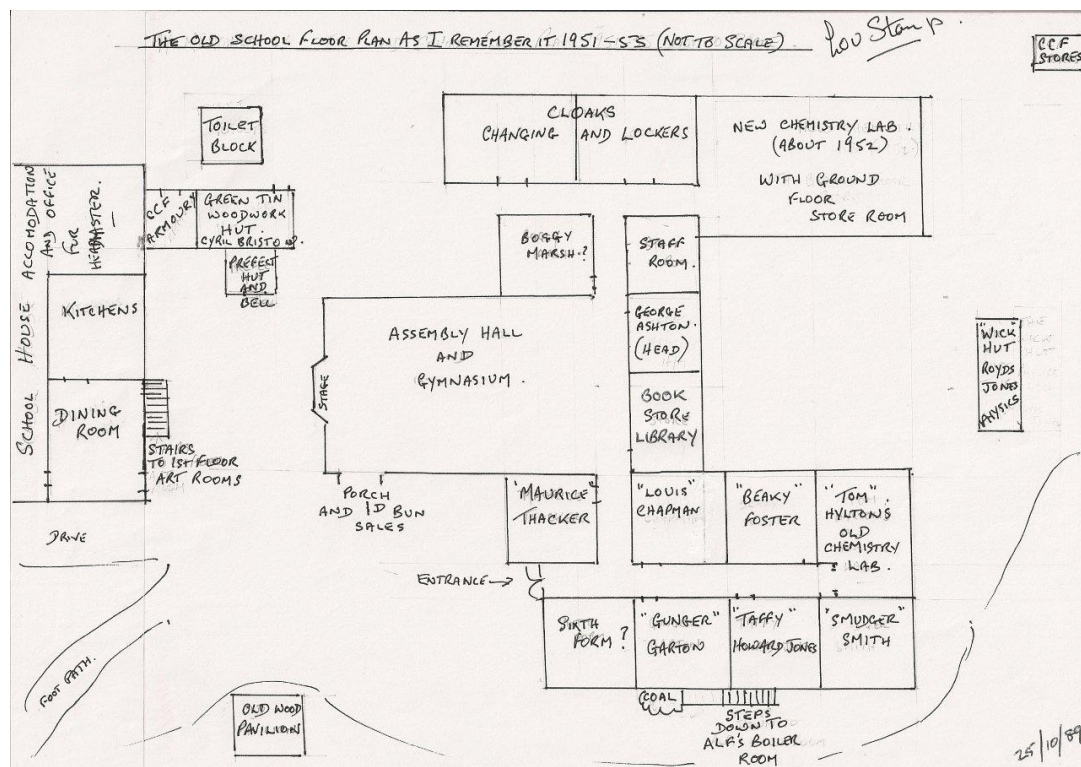 THE OLD SCHOOL FLOOR PLAN AS I REMEMBER IT 1951-55 (NOT TO SCALE)
CCF
STORES
TOILET
BLOCK
CLOAKS
CHANGING AND LOCKERS
NEW CHEMISTRY LAB.
(ABOUT 1952)
WITH GROUND
FLOOR
STORE ROOM
SCHOOL HOUSE ACCOMODATION
AND OFFICE
FUR
HEADMASTER.
CCF
ARMOURY
GREEN TIN
WOODWORK
HUT.
CYRIL BRISTOW.
PREFECT
HUT
AND
BELL
BOGGY
MARSH.?
STAFF
ROOM.
KITCHENS
ASSEMBLY HALL
AND
GYMNASIUM.
STAGE
GEORGE
ASHTON.
(HEAD)
"WICK"
HUT
ROYDS
JONES
PHYSICS
DINING
ROOM
BOOK
STORE
LIBRARY
STAIRS
TO 1ST FLOOR
ART ROOMS
PORCH
AND 1D BUN
SALES
"MAURICE"
THACKER
"LOUIS"
CHAPMAN
"BEAKY"
FOSTER
"TOM".
HYLTONS
OLD
CHEMISTRY
LAB.
DRIVE
ENTRANCE→
SIXTH
FORM?
"GUNGER"
GARTON
"TAFFY"
HOWARD JONES
"SMUDGER"
SMITH
FOOT PATH.
OLD WOOD
PAVILION
COAL
STEPS
DOWN TO
ALF'S BOILER
ROOM
25/10/89